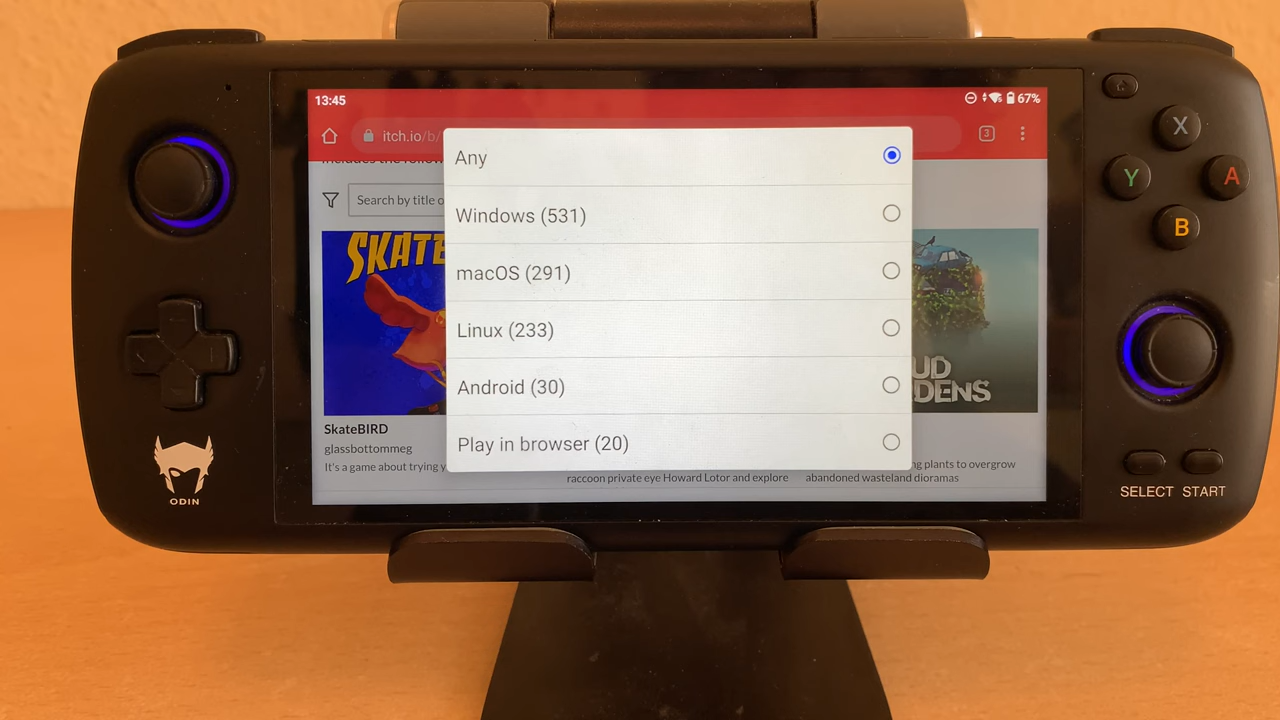 13:45
67%
itch.io/b/
3
Search by title o
Any
Windows (531)
macOS (291)
Linux (233)
Android (30)
Play in browser (20)
SKATE
UD
DENS
SkateBIRD
glassbottommeg
It's a game about trying y
raccoon private eye Howard Lotor and explore
ng plants to overgrow
abandoned wasteland dioramas
ODIN
X
Y
A
B
SELECT START